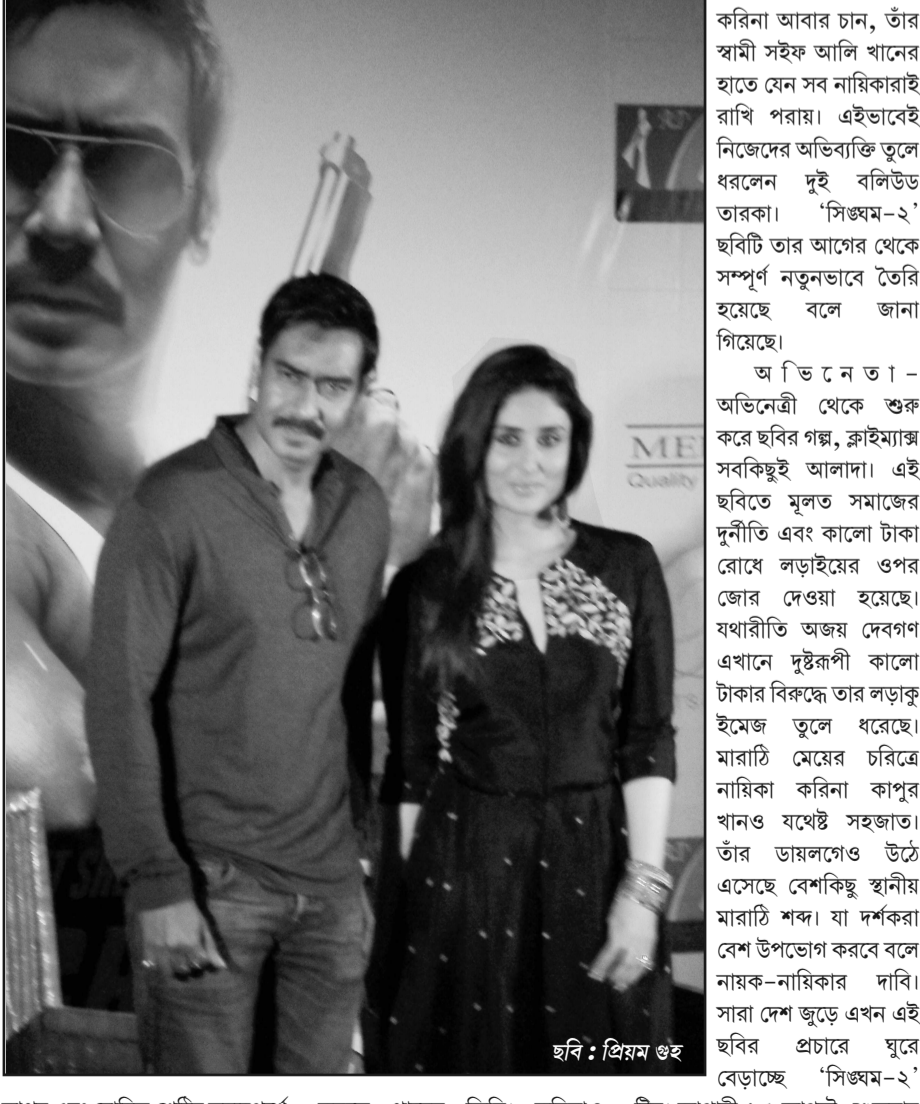 করিনা আবার চান, তাঁর
স্বামী সইফ আলি খানের
হাতে যেন সব নায়িকারাই
রাখি পরায়। এইভাবেই
নিজেদের অভিব্যক্তি তুলে
ধরলেন দুই বলিউড
তারকা। ‘সিঙ্ঘম-২’
ছবিটি তার আগের থেকে
সম্পূর্ণ নতুনভাবে তৈরি
হয়েছে বলে জানা
গিয়েছে।
অভিনেতা-
অভিনেত্রী থেকে শুরু
করে ছবির গল্প, ক্লাইম্যাক্স
সবকিছুই আলাদা। এই
ছবিতে মূলত সমাজের
দুর্নীতি এবং কালো টাকা
রোধে লড়াইয়ের ওপর
জোর দেওয়া হয়েছে।
যথারীতি অজয় দেবগণ
এখানে দুষ্টরূপী কালো
টাকার বিরুদ্ধে তার লড়াকু
ইমেজ তুলে ধরেছে।
মারাঠি মেয়ের চরিত্রে
নায়িকা করিনা কাপুর
খানও যথেষ্ট সহজাত।
তাঁর ডায়লগেও উঠে
এসেছে বেশকিছু স্থানীয়
মারাঠি শব্দ। যা দর্শকরা
বেশ উপভোগ করবে বলে
নায়ক-নায়িকার দাবি।
সারা দেশ জুড়ে এখন এই
ছবির প্রচারে ঘুরে
বেড়াচ্ছে ‘সিঙ্ঘম-২’
ME
Quality
ছবি : প্রিয়ম গুহ